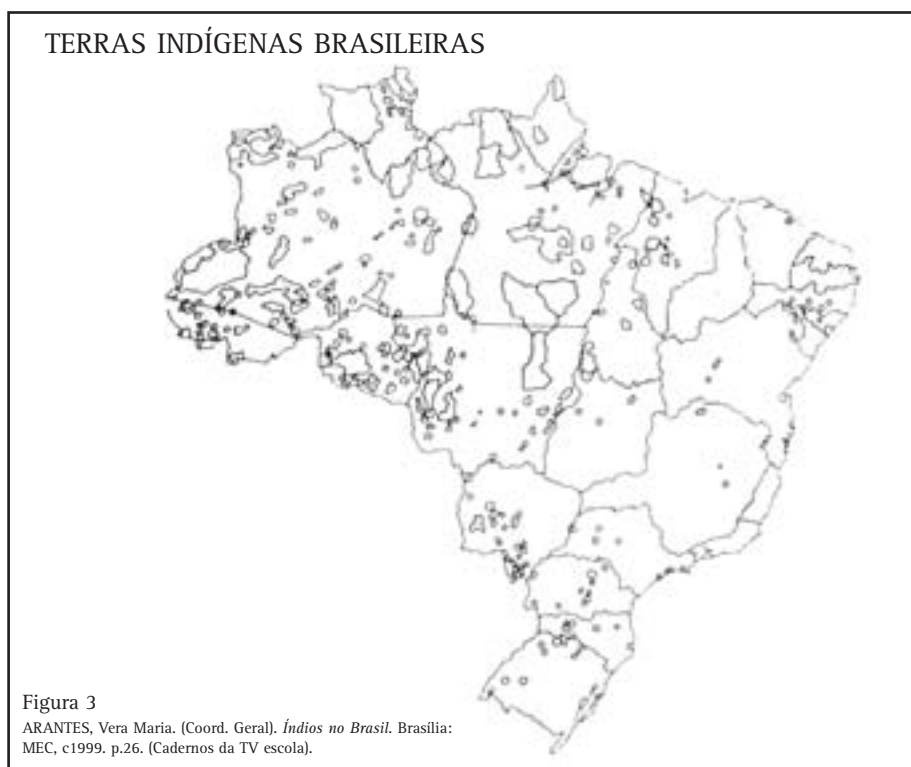 TERRAS INDÍGENAS BRASILEIRAS
Figura 3
ARANTES, Vera Maria. (Coord. Geral). Índios no Brasil. Brasília:
MEC, c1999. p.26. (Cadernos da TV escola).